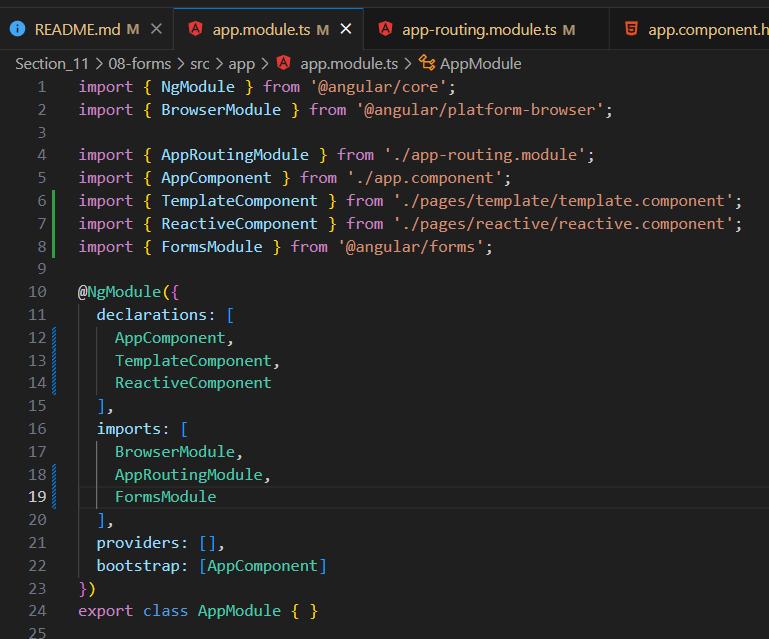 README.md M
app.module.ts M
app-routing.module.ts M
app.component.h
Section_11 > 08-forms > src > app > app.module.ts > AppModule
1 import { NgModule } from '@angular/core';
2 import { BrowserModule } from '@angular/platform-browser';
3
4 import { AppRoutingModule } from './app-routing.module';
5 import { AppComponent } from './app.component';
6 import { TemplateComponent } from './pages/template/template.component';
7 import { ReactiveComponent } from './pages/reactive/reactive.component';
8 import { FormsModule } from '@angular/forms';
9
10 @NgModule({
11 declarations: [
12 AppComponent,
13 TemplateComponent,
14 ReactiveComponent
15 ],
16 imports: [
17 BrowserModule,
18 AppRoutingModule,
19 FormsModule
20 ],
21 providers: [],
22 bootstrap: [AppComponent]
23 })
24 export class AppModule { }
25